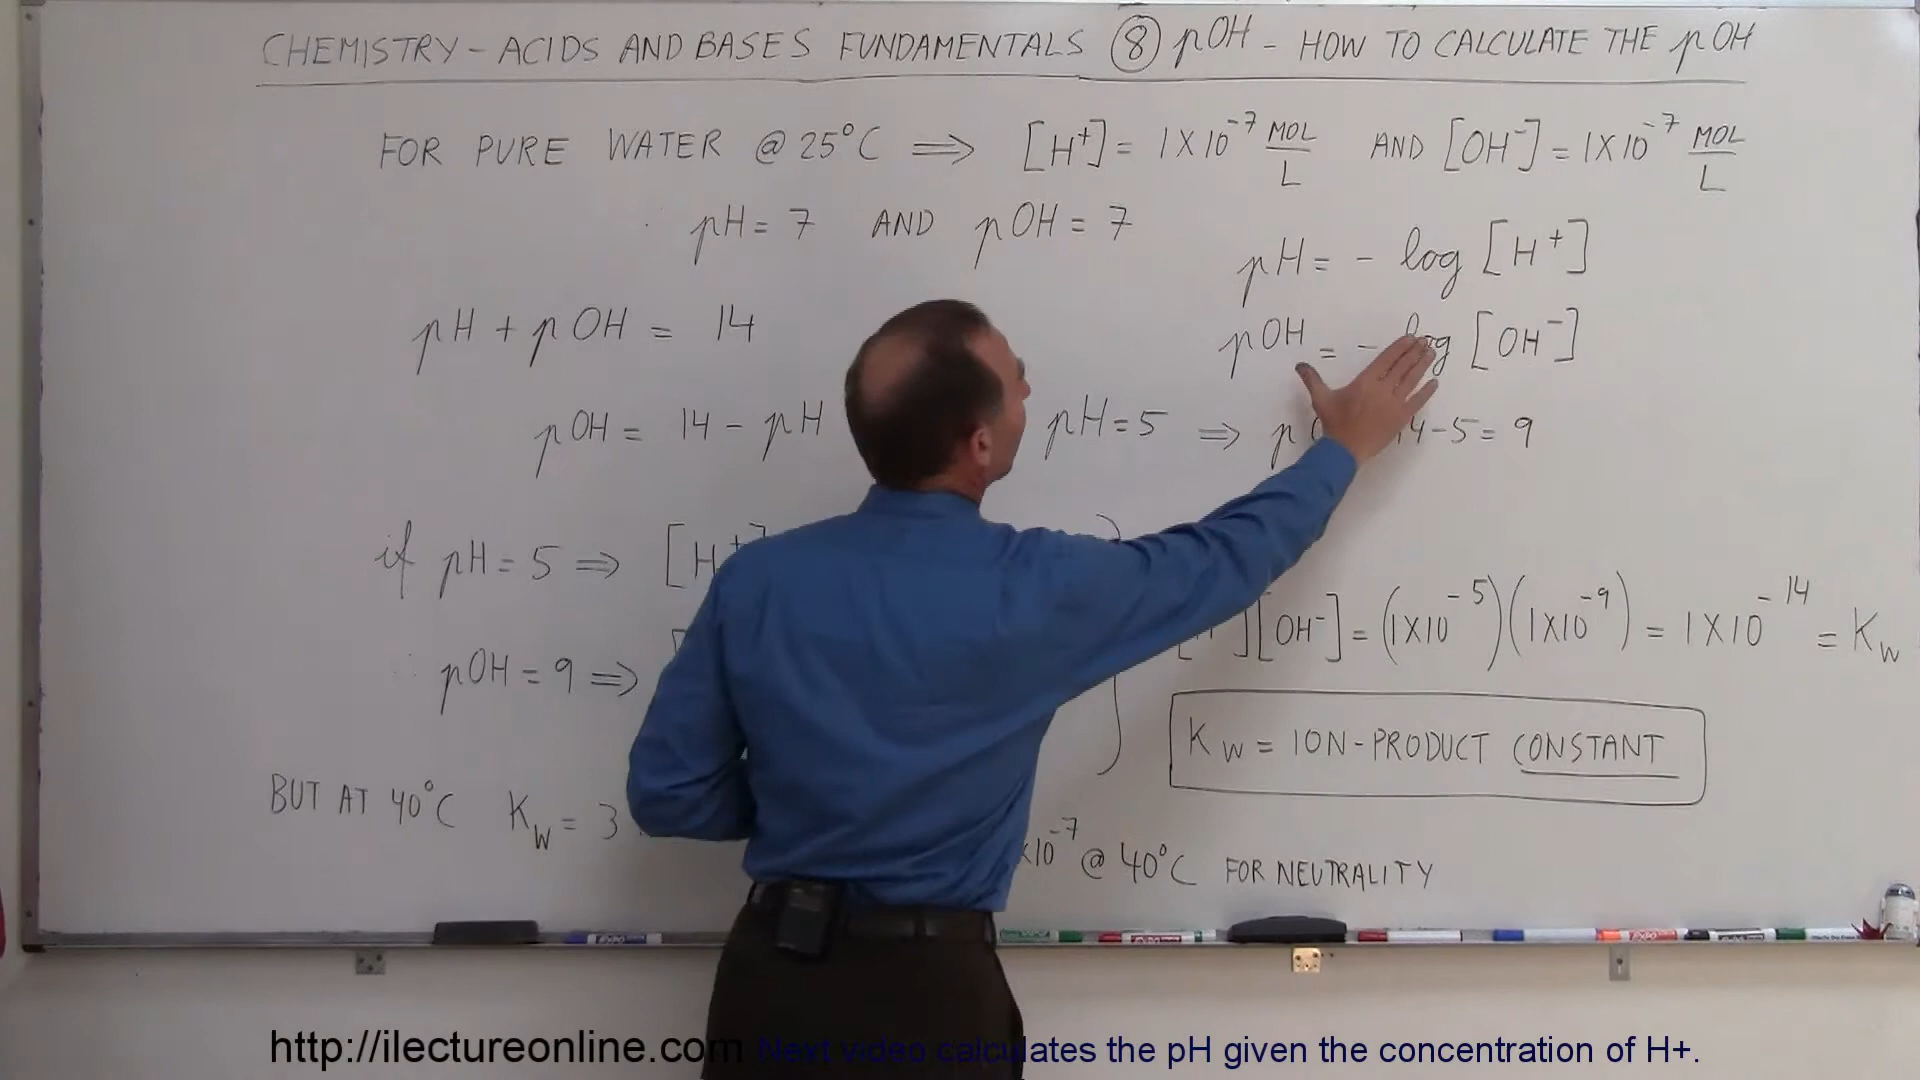 CHEMISTRY - ACIDS AND BASES FUNDAMENTALS ⑧ pOH - HOW TO CALCULATE THE pOH
FOR PURE WATER @ 25°C ⟹ [H⁺] = 1X10⁻⁷ MOL/L AND [OH⁻] = 1X10⁻⁷ MOL/L
pH = 7 AND pOH = 7
pH = - log [H⁺]
pH + pOH = 14
pOH = - log [OH⁻]
pOH = 14 - pH
pH = 5 ⟹ p 14-5 = 9
if pH = 5 ⟹ [H⁺]
[OH⁻] = (1X10⁻⁵)(1X10⁻⁹) = 1X10⁻¹⁴ = Kw
pOH = 9 ⟹
Kw = ION-PRODUCT CONSTANT
BUT AT 40°C Kw = 3
X10⁻⁷ @ 40°C FOR NEUTRALITY
EXPO
http://ilectureonline.com Next video calculates the pH given the concentration of H+.